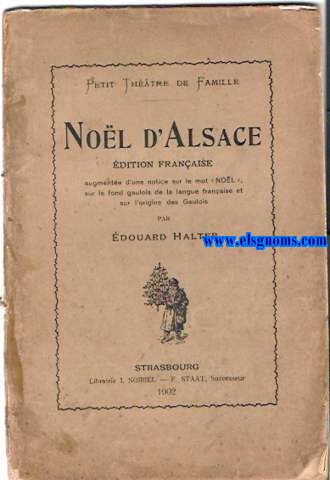 PETIT THÉÂTRE DE FAMILLE
NOËL D'ALSACE
ÉDITION FRANÇAISE
augmentée d'une notice sur le mot «NOËL»,
sur le fond gaulois de la langue française et
sur l'origine des Gaulois
PAR
ÉDOUARD HALTER
www.elsgnoms.com
STRASBOURG
Librairie J. NOIRIEL — F. STAAT, Successeur
1902